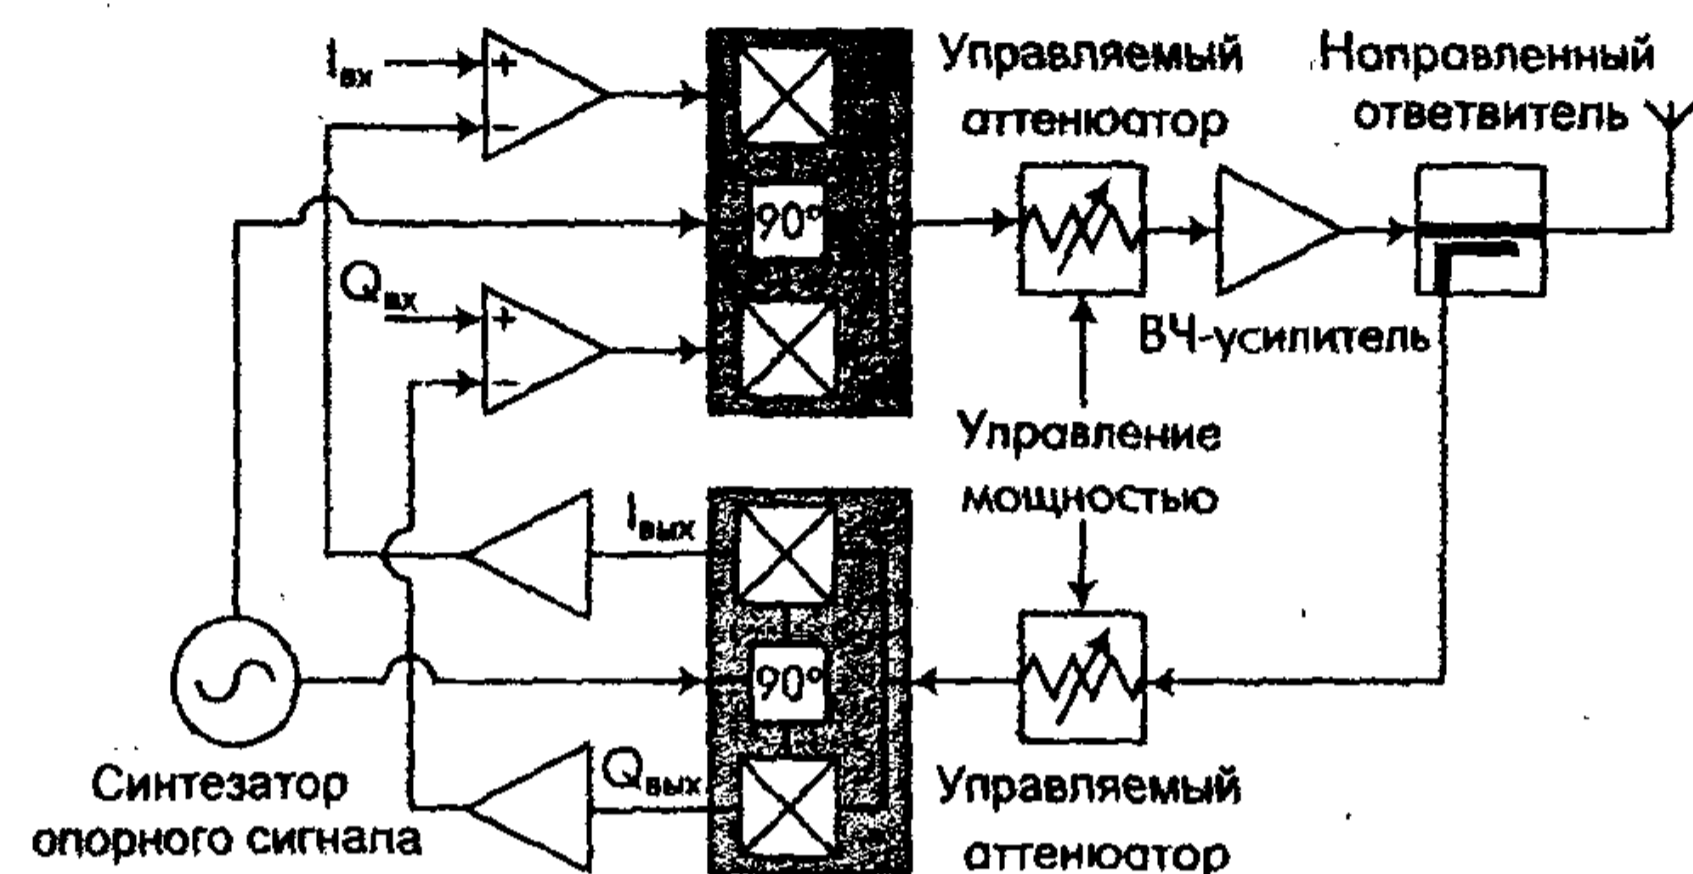 Iвх
+
−
Управляемый
аттенюатор
Направленный
ответвитель
90°
Qвх
+
−
ВЧ-усилитель
Управление
мощностью
Iвых
90°
Qвых
Синтезатор
опорного сигнала
Управляемый
аттенюатор